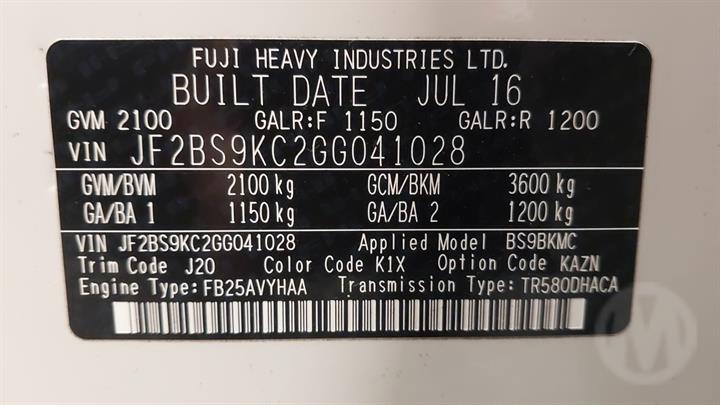 FUJI HEAVY INDUSTRIES LTD.
BUILT DATE JUL 16
GVM 2100 GALR:F 1150 GALR:R 1200
VIN JF2BS9KC2GG041028
GVM/BVM 2100 kg GCM/BKM 3600 kg
GA/BA 1 1150 kg GA/BA 2 1200 kg
VIN JF2BS9KC2GG041028 Applied Model BS9BKMC
Trim Code J20 Color Code K1X Option Code KAZN
Engine Type:FB25AVYHAA Transmission Type:TR580DHACA
M